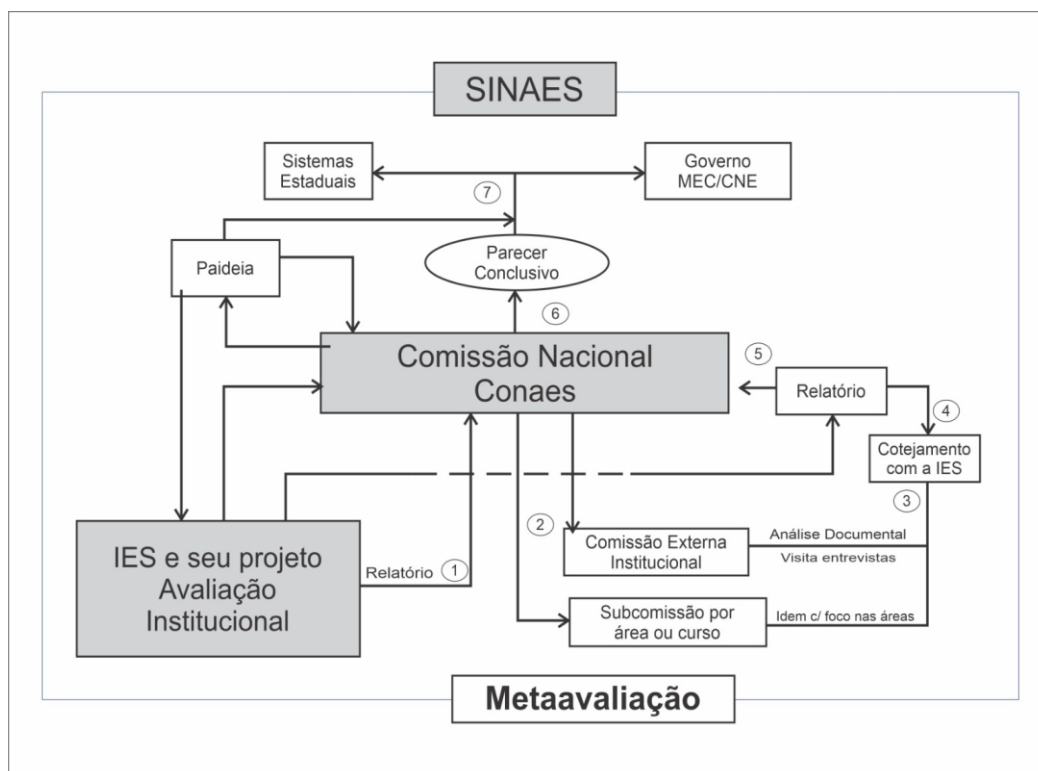 SINAES
Sistemas
Estaduais
Governo
MEC/CNE
7
Paideia
Parecer
Conclusivo
6
Comissão Nacional
Conaes
5
Relatório
4
Cotejamento
com a IES
3
2
Comissão Externa
Institucional
Análise Documental
Visita entrevistas
IES e seu projeto
Avaliação
Institucional
Relatório
1
Subcomissão por
área ou curso
Idem c/ foco nas áreas
Metaavaliação